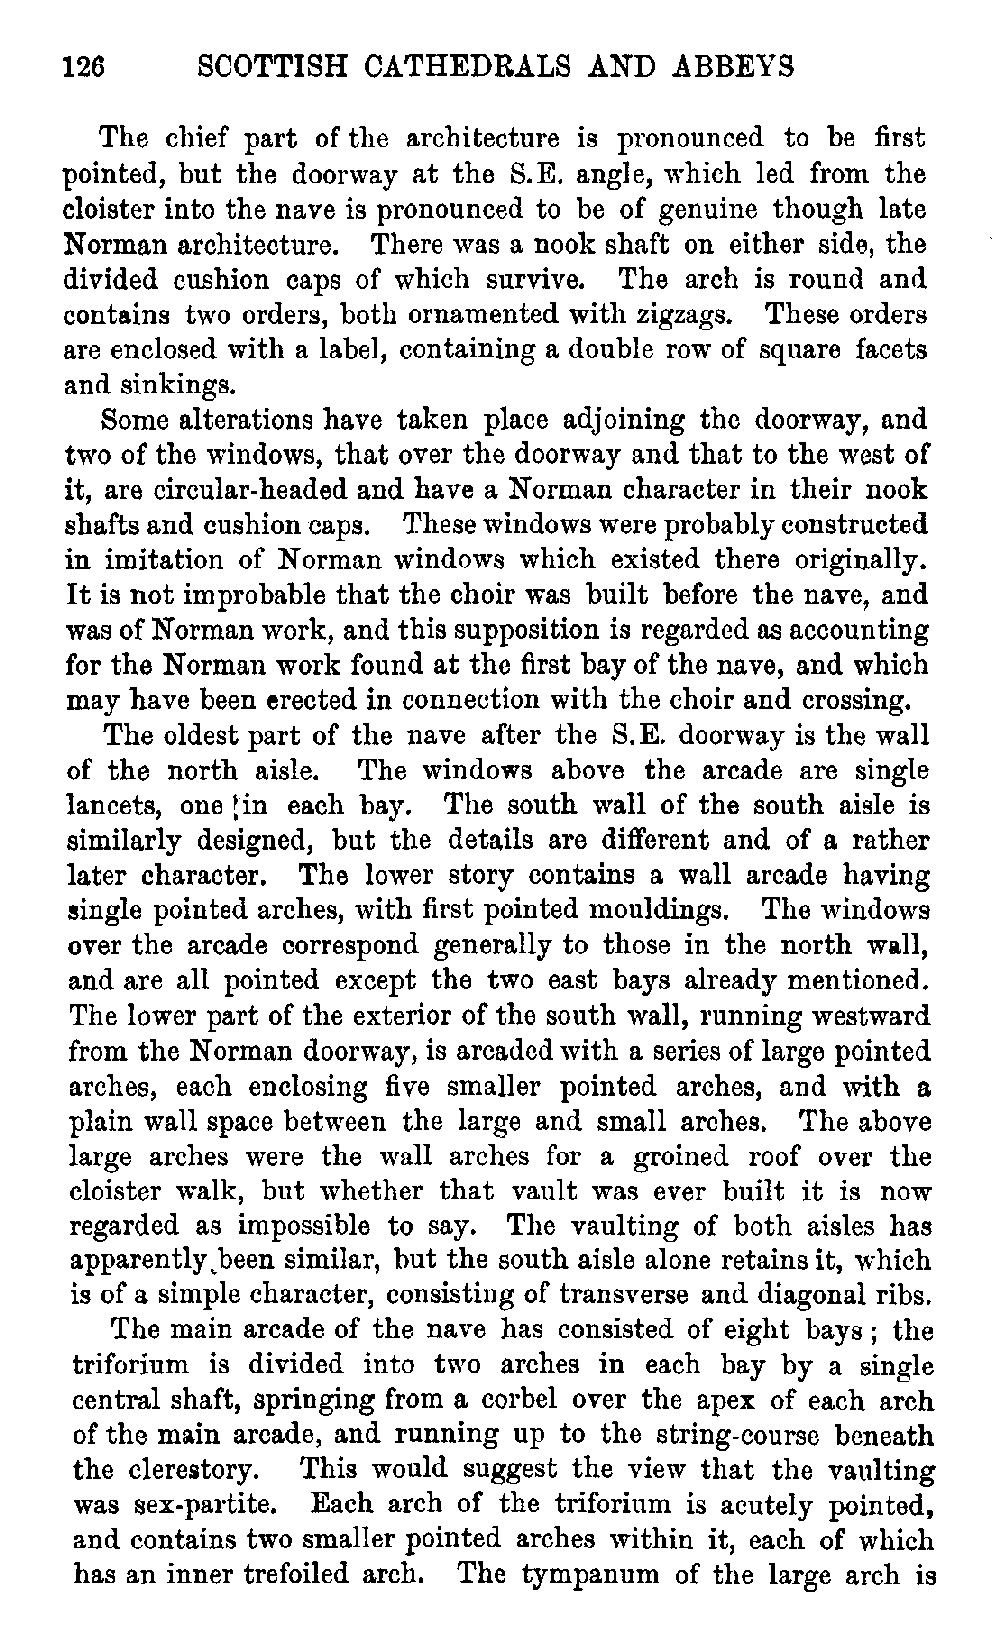 126 SCOTTISH CATHEDRALS AND ABBEYS
The chief part of the architecture is pronounced to be first
pointed, but the doorway at the S.E. angle, which led from the
cloister into the nave is pronounced to be of genuine though late
Norman architecture. There was a nook shaft on either side, the
divided cushion caps of which survive. The arch is round and
contains two orders, both ornamented with zigzags. These orders
are enclosed with a label, containing a double row of square facets
and sinkings.
Some alterations have taken place adjoining the doorway, and
two of the windows, that over the doorway and that to the west of
it, are circular-headed and have a Norman character in their nook
shafts and cushion caps. These windows were probably constructed
in imitation of Norman windows which existed there originally.
It is not improbable that the choir was built before the nave, and
was of Norman work, and this supposition is regarded as accounting
for the Norman work found at the first bay of the nave, and which
may have been erected in connection with the choir and crossing.
The oldest part of the nave after the S.E. doorway is the wall
of the north aisle. The windows above the arcade are single
lancets, one in each bay. The south wall of the south aisle is
similarly designed, but the details are different and of a rather
later character. The lower story contains a wall arcade having
single pointed arches, with first pointed mouldings. The windows
over the arcade correspond generally to those in the north wall,
and are all pointed except the two east bays already mentioned.
The lower part of the exterior of the south wall, running westward
from the Norman doorway, is arcaded with a series of large pointed
arches, each enclosing five smaller pointed arches, and with a
plain wall space between the large and small arches. The above
large arches were the wall arches for a groined roof over the
cloister walk, but whether that vault was ever built it is now
regarded as impossible to say. The vaulting of both aisles has
apparently been similar, but the south aisle alone retains it, which
is of a simple character, consisting of transverse and diagonal ribs.
The main arcade of the nave has consisted of eight bays; the
triforium is divided into two arches in each bay by a single
central shaft, springing from a corbel over the apex of each arch
of the main arcade, and running up to the string-course beneath
the clerestory. This would suggest the view that the vaulting
was sex-partite. Each arch of the triforium is acutely pointed,
and contains two smaller pointed arches within it, each of which
has an inner trefoiled arch. The tympanum of the large arch is